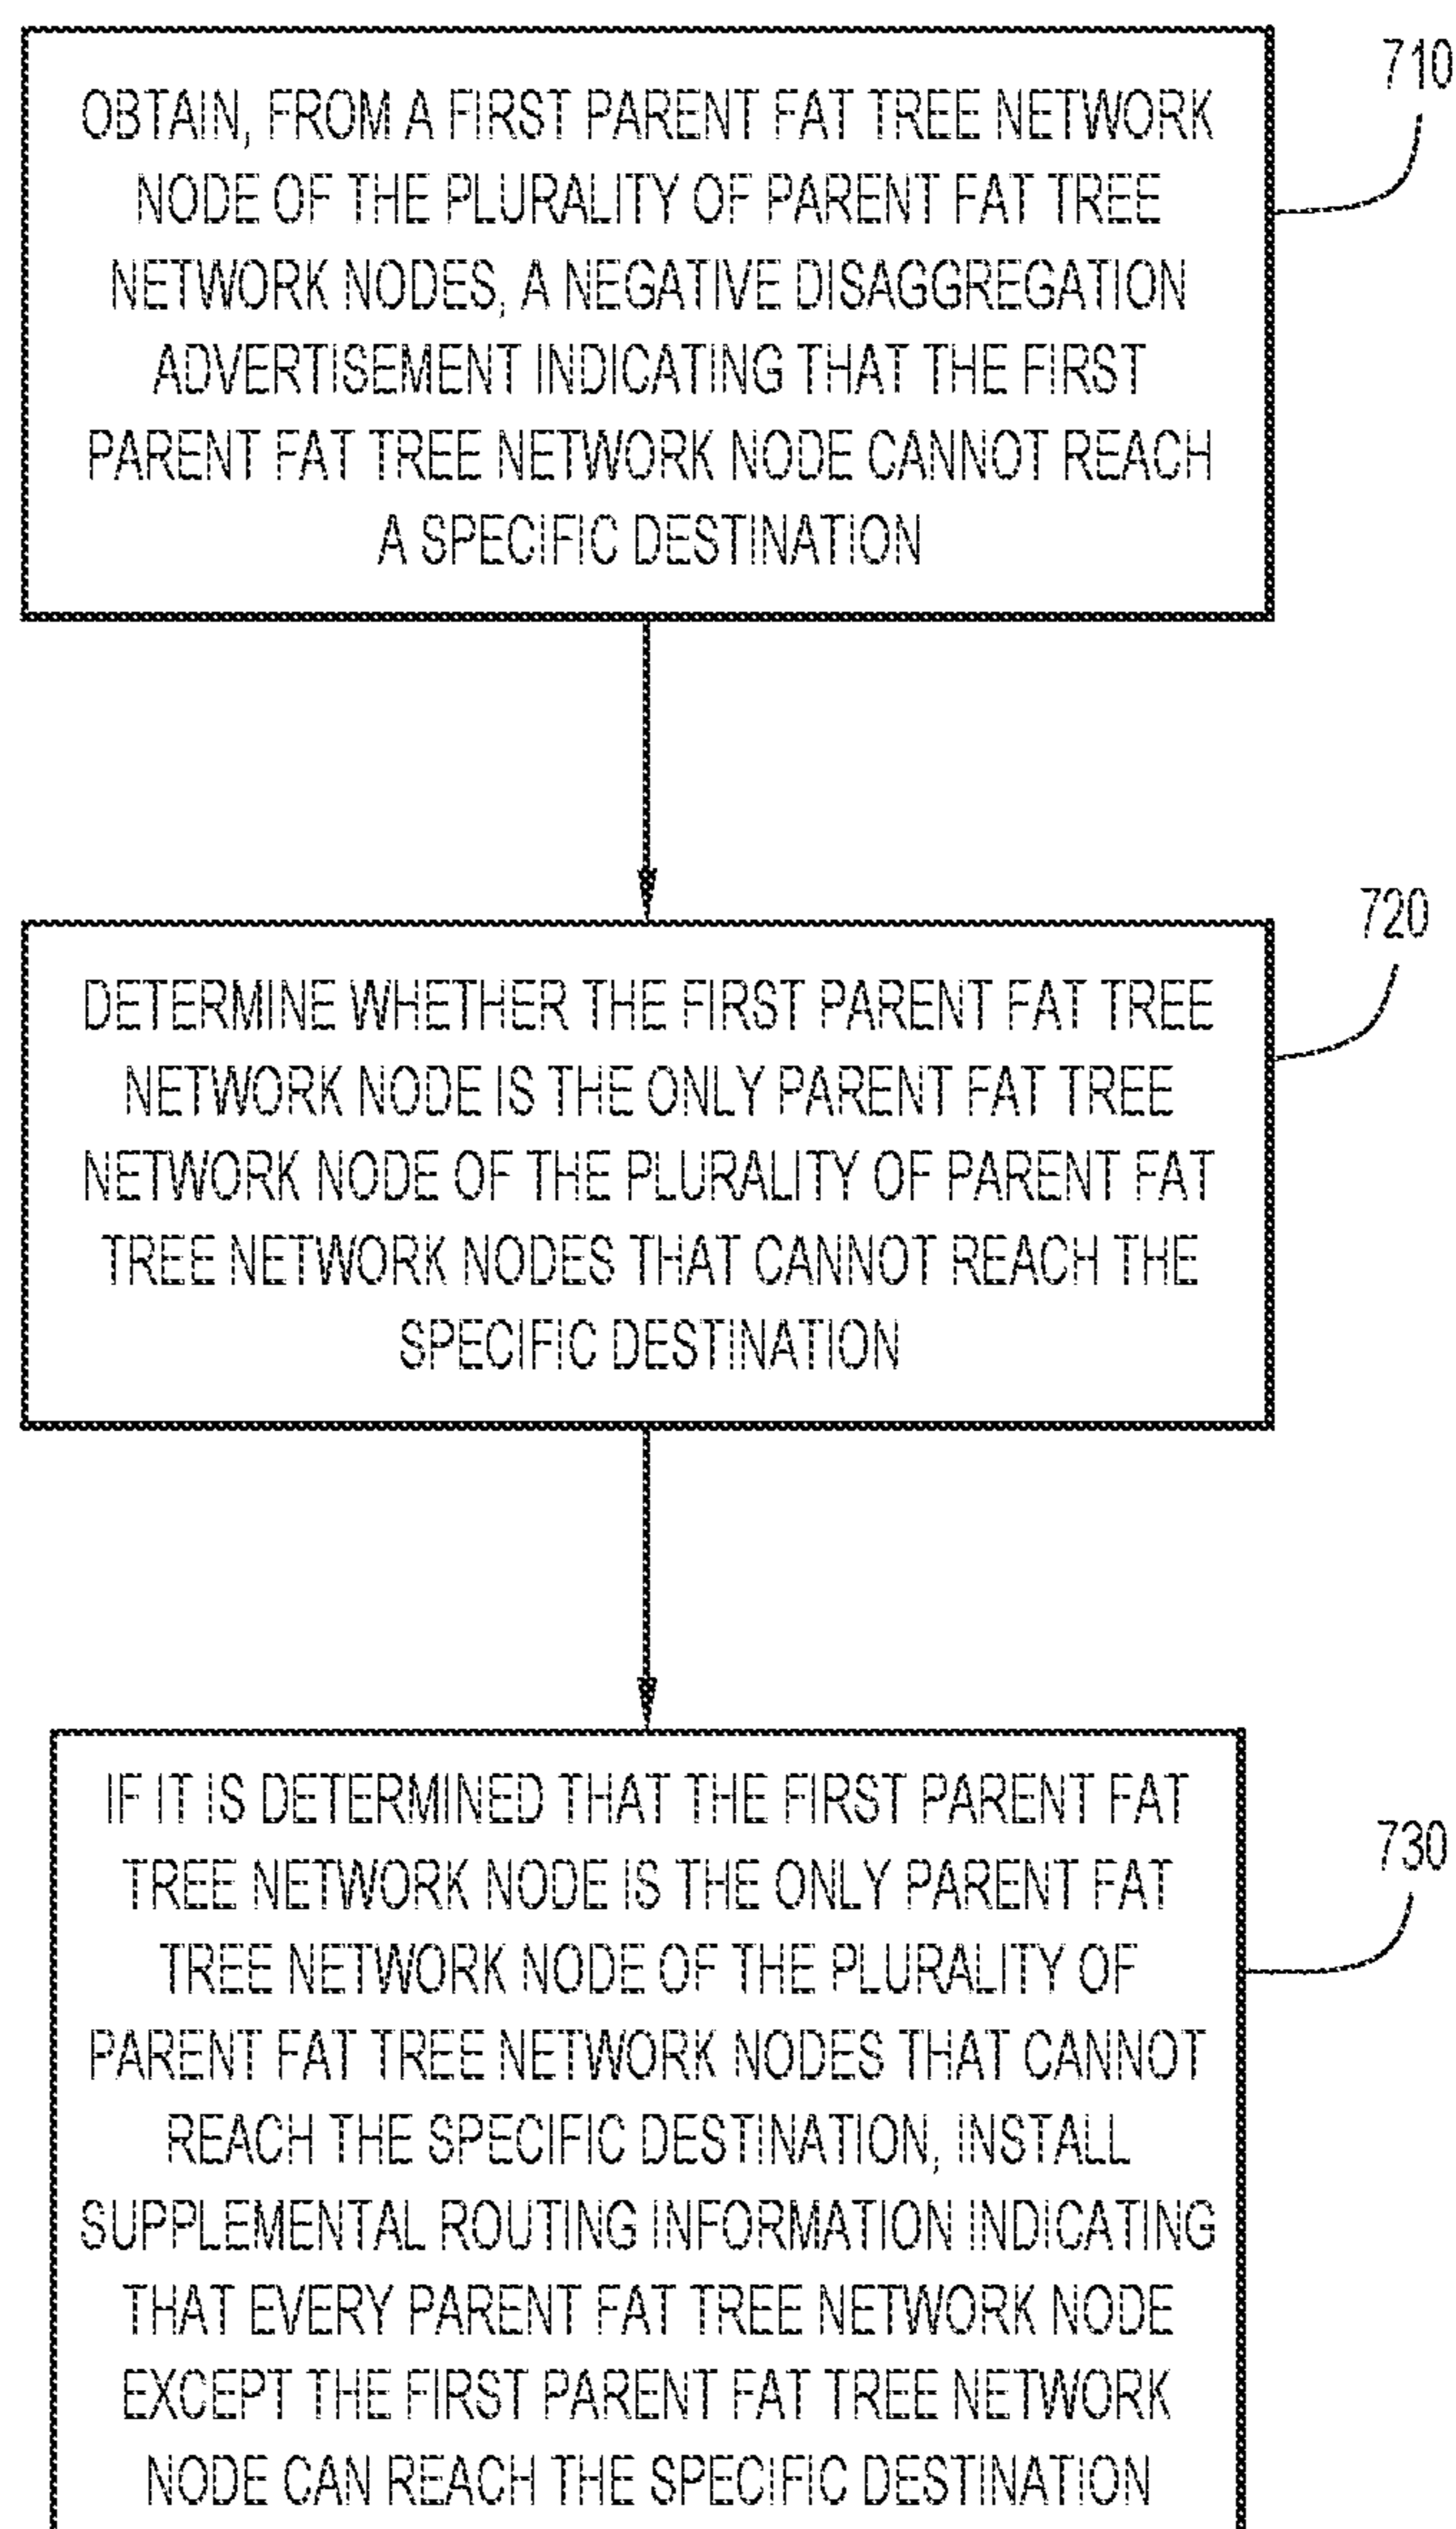 OBTAIN, FROM A FIRST PARENT FAT TREE NETWORK
NODE OF THE PLURALITY OF PARENT FAT TREE
NETWORK NODES, A NEGATIVE DISAGGREGATION
ADVERTISEMENT INDICATING THAT THE FIRST
PARENT FAT TREE NETWORK NODE CANNOT REACH
A SPECIFIC DESTINATION
710
DETERMINE WHETHER THE FIRST PARENT FAT TREE
NETWORK NODE IS THE ONLY PARENT FAT TREE
NETWORK NODE OF THE PLURALITY OF PARENT FAT
TREE NETWORK NODES THAT CANNOT REACH THE
SPECIFIC DESTINATION
720
IF IT IS DETERMINED THAT THE FIRST PARENT FAT
TREE NETWORK NODE IS THE ONLY PARENT FAT
TREE NETWORK NODE OF THE PLURALITY OF
PARENT FAT TREE NETWORK NODES THAT CANNOT
REACH THE SPECIFIC DESTINATION, INSTALL
SUPPLEMENTAL ROUTING INFORMATION INDICATING
THAT EVERY PARENT FAT TREE NETWORK NODE
EXCEPT THE FIRST PARENT FAT TREE NETWORK
NODE CAN REACH THE SPECIFIC DESTINATION
730